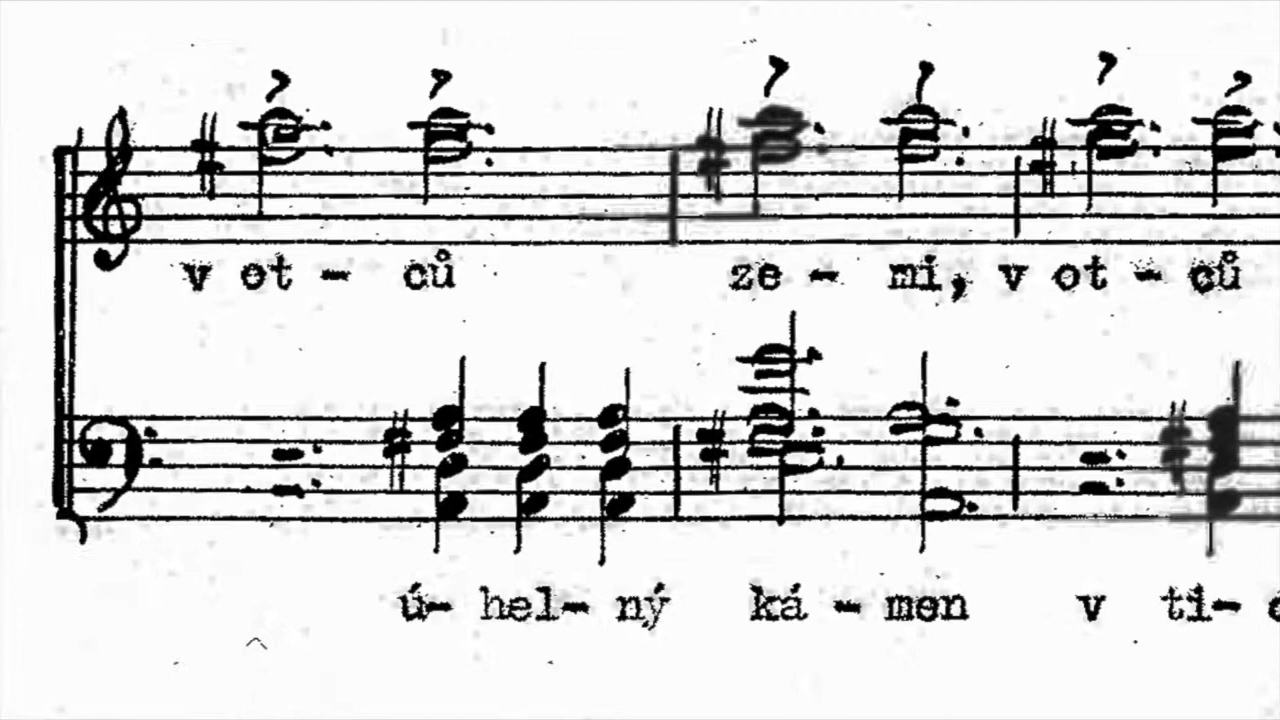 v ot - ců ze - mi, v ot - ců
ú- hel- ný ká - men v ti-